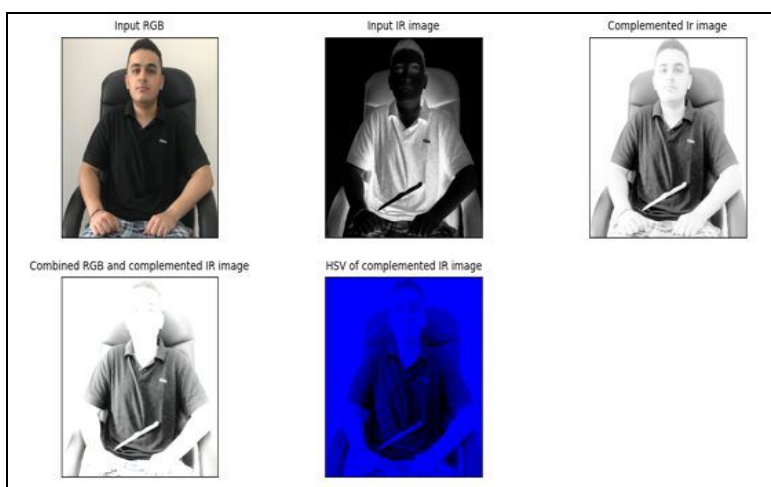 Input RGB
Input IR image
Complemented Ir image
Combined RGB and complemented IR image
HSV of complemented IR image